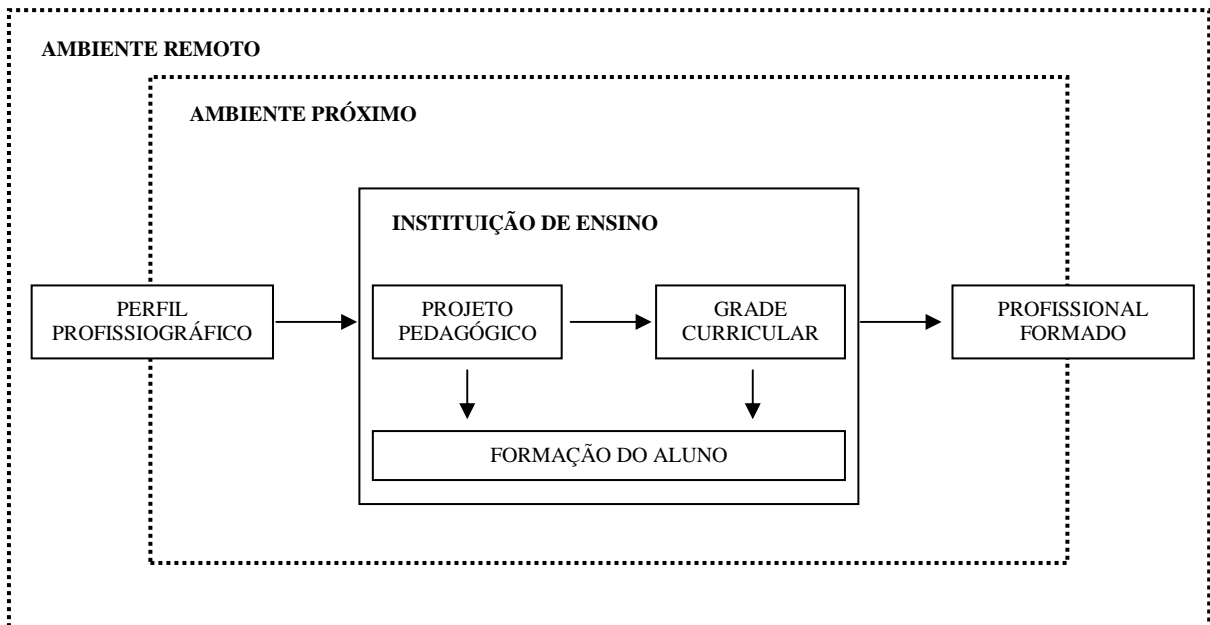 AMBIENTE REMOTO
AMBIENTE PRÓXIMO
INSTITUIÇÃO DE ENSINO
PERFIL
PROFISSIOGRÁFICO
PROJETO
PEDAGÓGICO
GRADE
CURRICULAR
PROFISSIONAL
FORMADO
FORMAÇÃO DO ALUNO